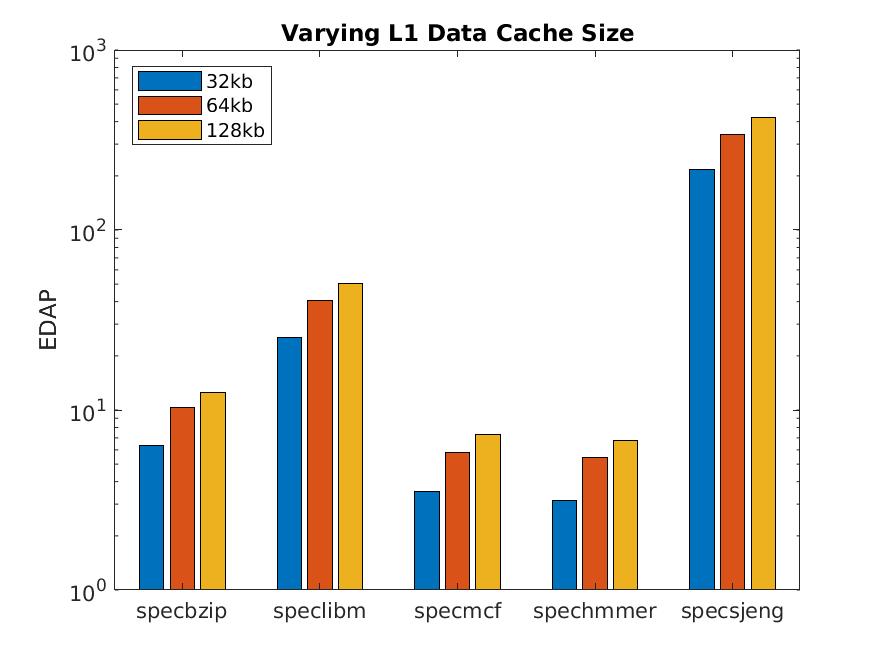 Varying L1 Data Cache Size
10³
32kb
64kb
128kb
10²
EDAP
10¹
10⁰
specbzip speclibm specmcf spechmmer specsjeng